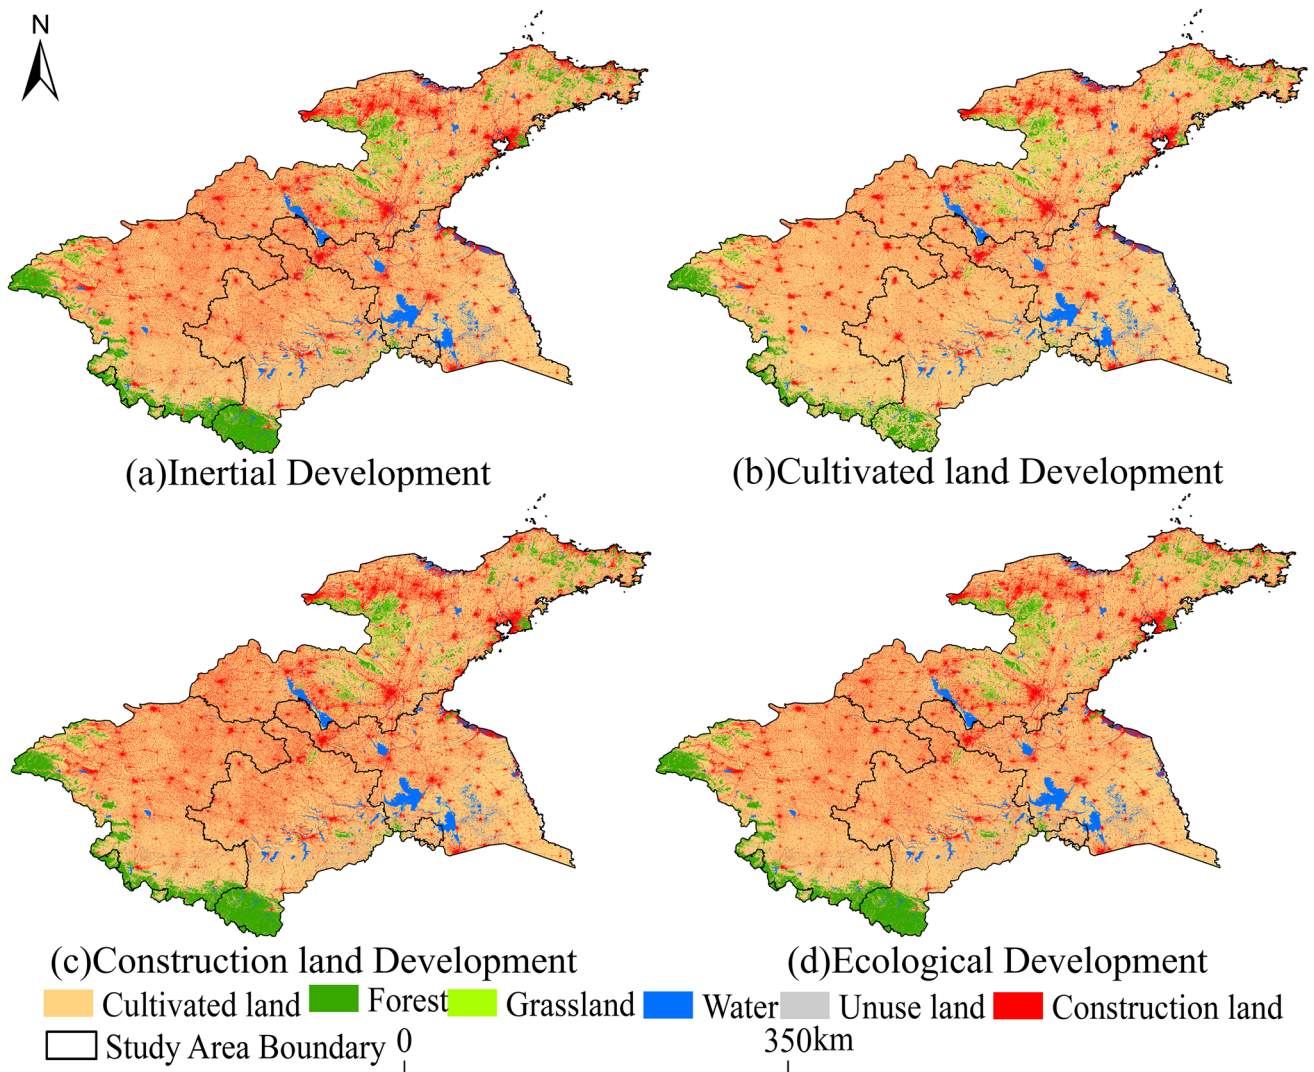 N
(a)Inertial Development
(b)Cultivated land Development
(c)Construction land Development
(d)Ecological Development
Cultivated land
Forest
Grassland
Water
Unuse land
Construction land
Study Area Boundary
0
350km